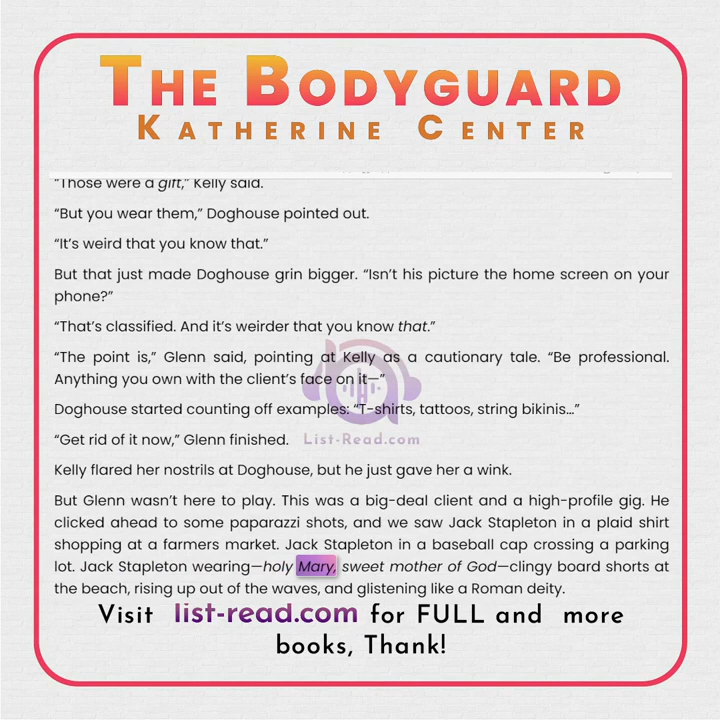 THE BODYGUARD
KATHERINE CENTER
“Those were a gift,” Kelly said.
“But you wear them,” Doghouse pointed out.
“It’s weird that you know that.”
But that just made Doghouse grin bigger. “Isn’t his picture the home screen on your
phone?”
“That’s classified. And it’s weirder that you know that.”
“The point is,” Glenn said, pointing at Kelly as a cautionary tale. “Be professional.
Anything you own with the client’s face on it—”
Doghouse started counting off examples: “T-shirts, tattoos, string bikinis…”
“Get rid of it now,” Glenn finished.
List-Read.com
Kelly flared her nostrils at Doghouse, but he just gave her a wink.
But Glenn wasn’t here to play. This was a big-deal client and a high-profile gig. He
clicked ahead to some paparazzi shots, and we saw Jack Stapleton in a plaid shirt
shopping at a farmers market. Jack Stapleton in a baseball cap crossing a parking
lot. Jack Stapleton wearing—holy Mary, sweet mother of God—clingy board shorts at
the beach, rising up out of the waves, and glistening like a Roman deity.
Visit list-read.com for FULL and more
books, Thank!